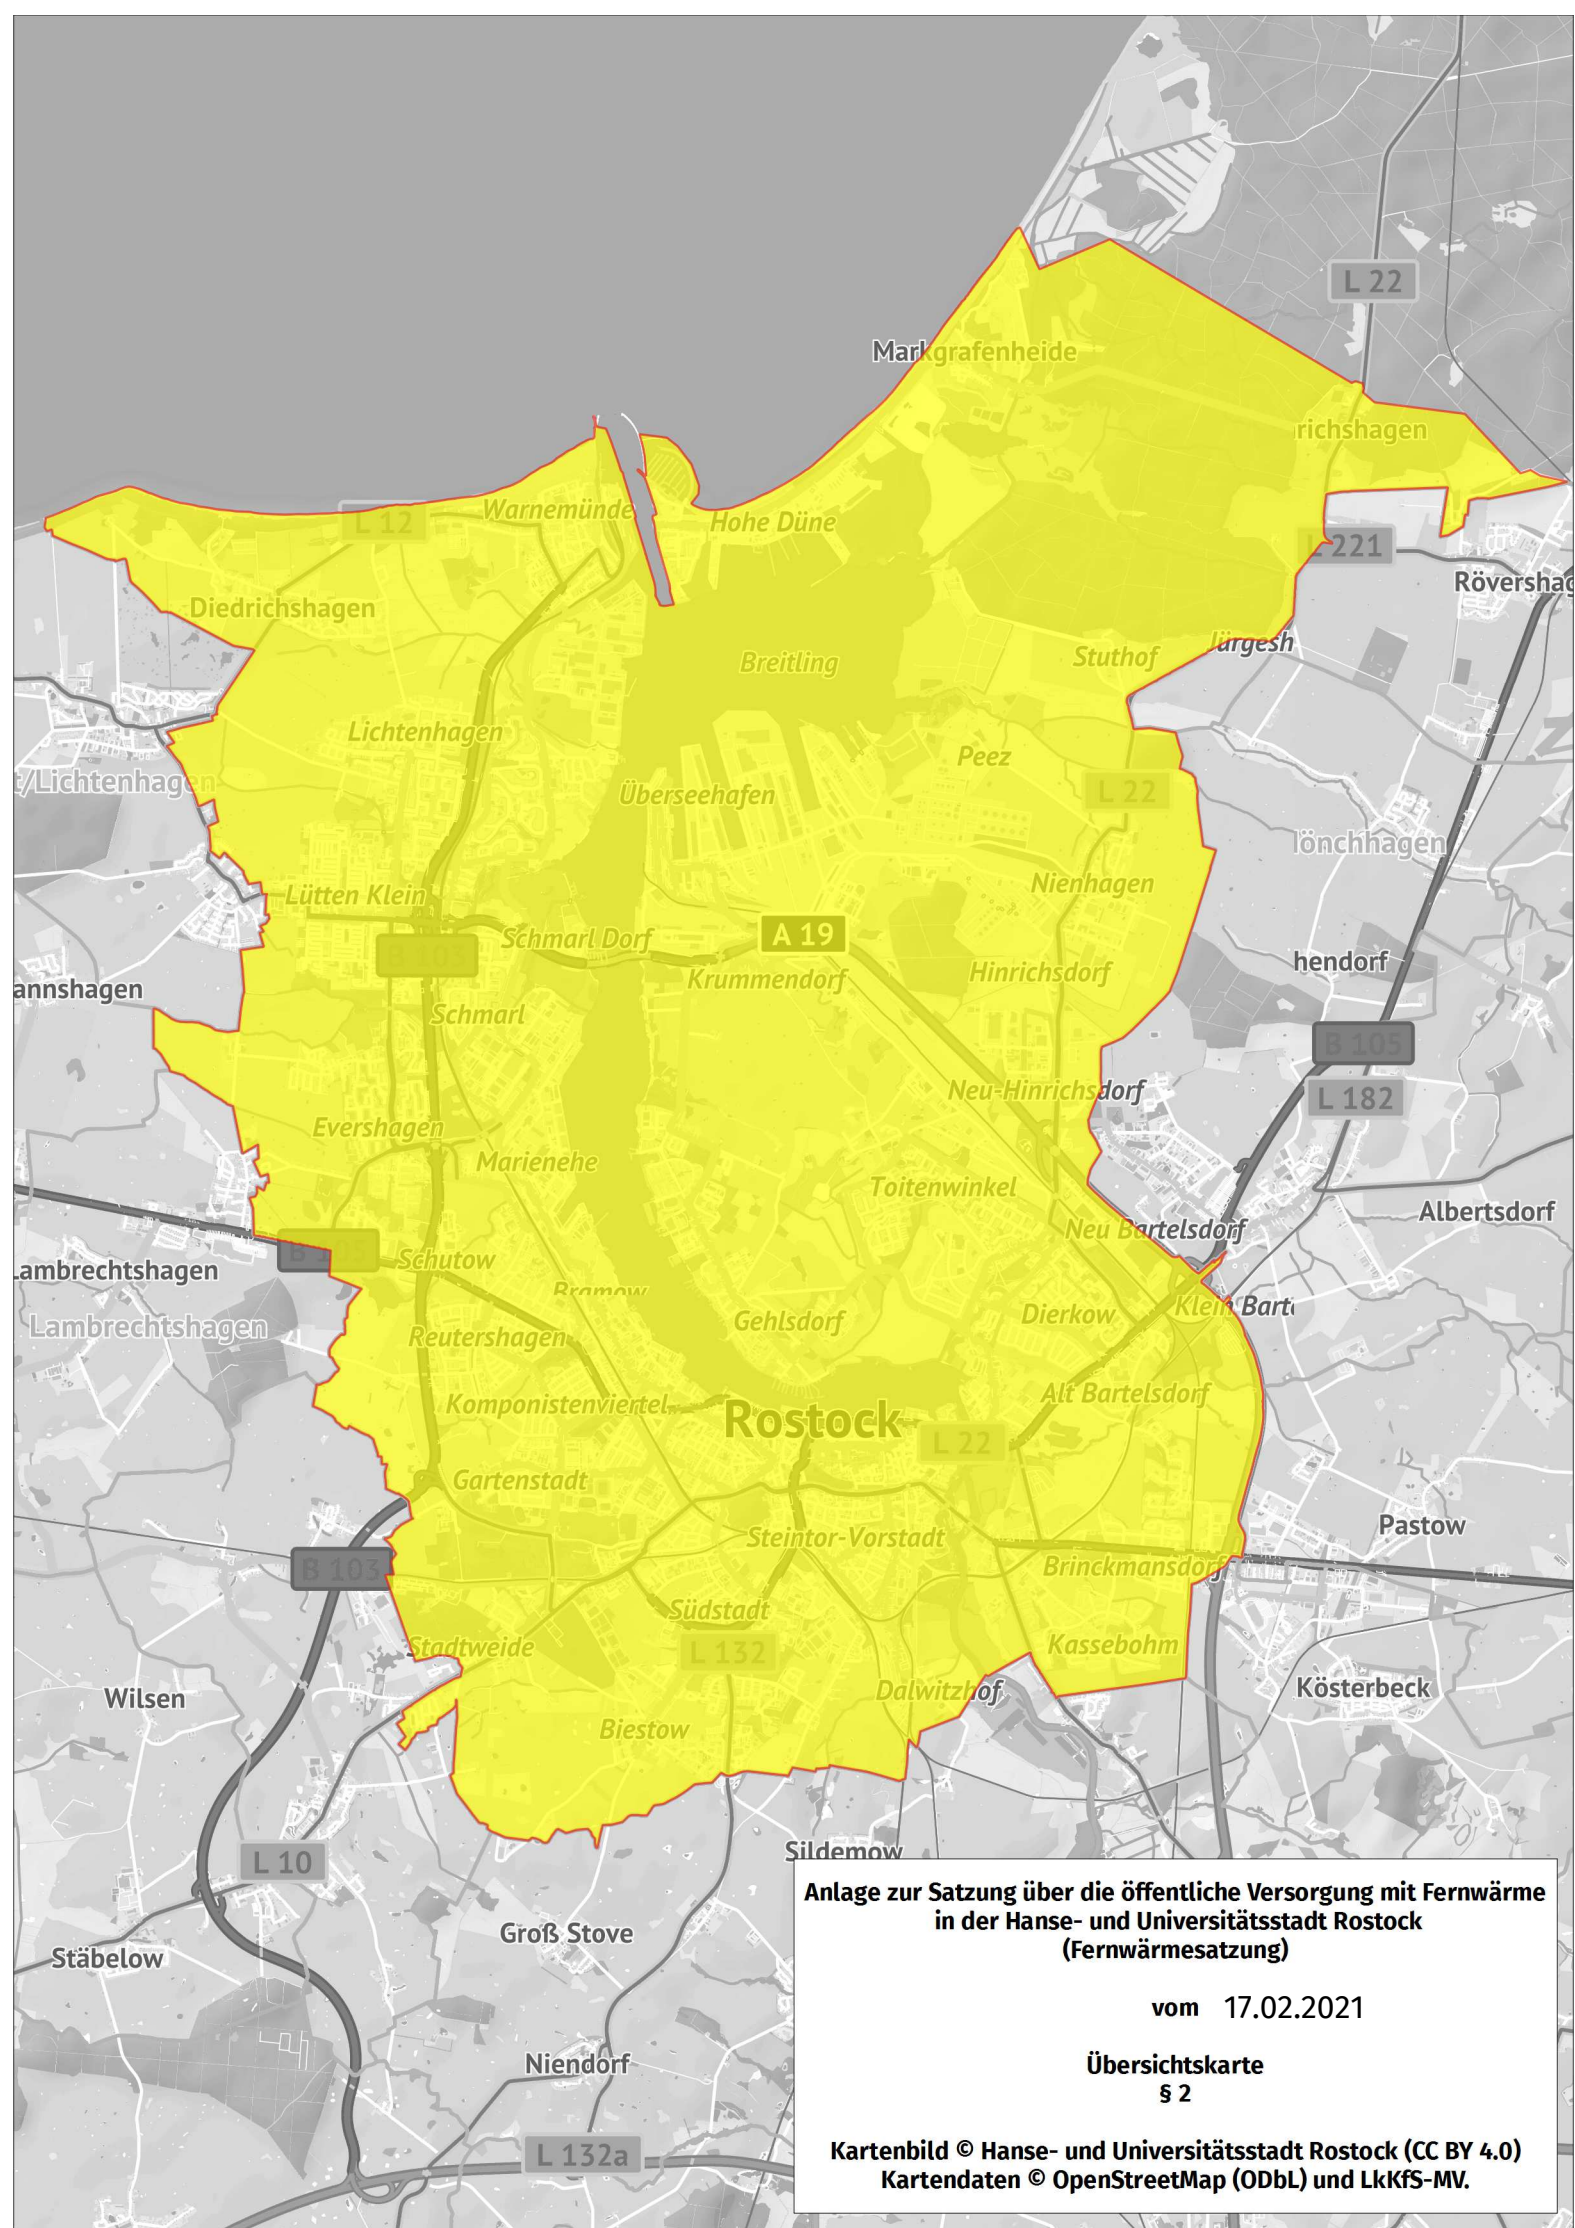 L 22
Markgrafenheide
richshagen
L 12
Warnemünde
Hohe Düne
L 221
Rövershag
Diedrichshagen
Breitling
Stuthof
Jürgesh
Lichtenhagen
Peez
t/Lichtenhagen
Überseehafen
L 22
lönchhagen
Nienhagen
Lütten Klein
A 19
Schmarl Dorf
B 103
hendorf
Krummendorf
Hinrichsdorf
annshagen
Schmarl
B 105
Neu-Hinrichsdorf
L 182
Evershagen
Marienehe
Toitenwinkel
Albertsdorf
Neu Bartelsdorf
B 105
Schutow
Lambrechtshagen
Bramow
Klein Bart
Dierkow
Gehlsdorf
Lambrechtshagen
Reutershagen
Alt Bartelsdorf
Komponistenviertel
Rostock
L 22
Gartenstadt
Pastow
Steintor-Vorstadt
B 103
Brinckmansdorf
Südstadt
Stadtweide
L 132
Kassebohm
Kösterbeck
Dalwitzhof
Wilsen
Biestow
Sildemow
L 10
Anlage zur Satzung über die öffentliche Versorgung mit Fernwärme
in der Hanse- und Universitätsstadt Rostock
(Fernwärmesatzung)
Groß Stove
Stäbelow
vom 17.02.2021
Niendorf
Übersichtskarte
§ 2
L 132a
Kartenbild © Hanse- und Universitätsstadt Rostock (CC BY 4.0)
Kartendaten © OpenStreetMap (ODbL) und LkKfS-MV.